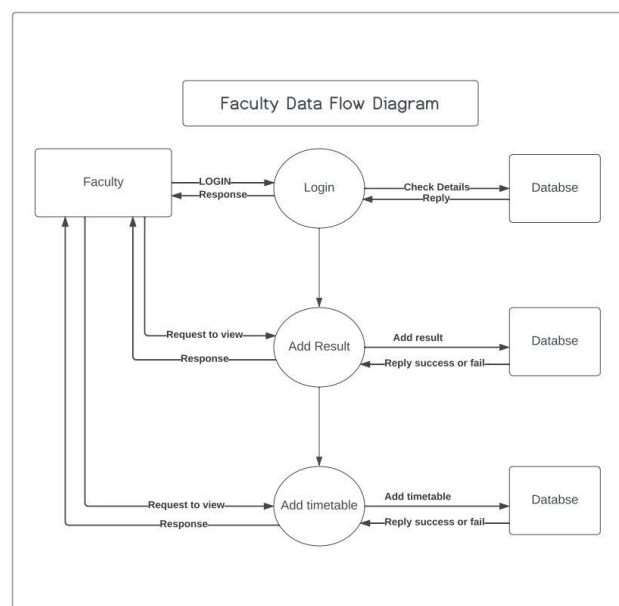 Faculty Data Flow Diagram
Faculty
LOGIN
Response
Login
Check Details
Reply
Databse
Request to view
Response
Add Result
Add result
Reply success or fail
Databse
Request to view
Response
Add timetable
Add timetable
Reply success or fail
Databse